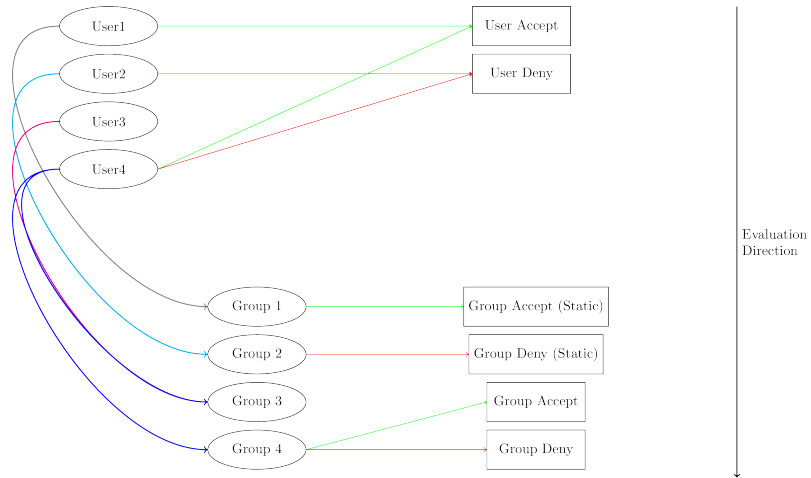 User1
User Accept
User2
User Deny
User3
User4
Evaluation
Direction
Group 1
Group Accept (Static)
Group 2
Group Deny (Static)
Group 3
Group Accept
Group 4
Group Deny